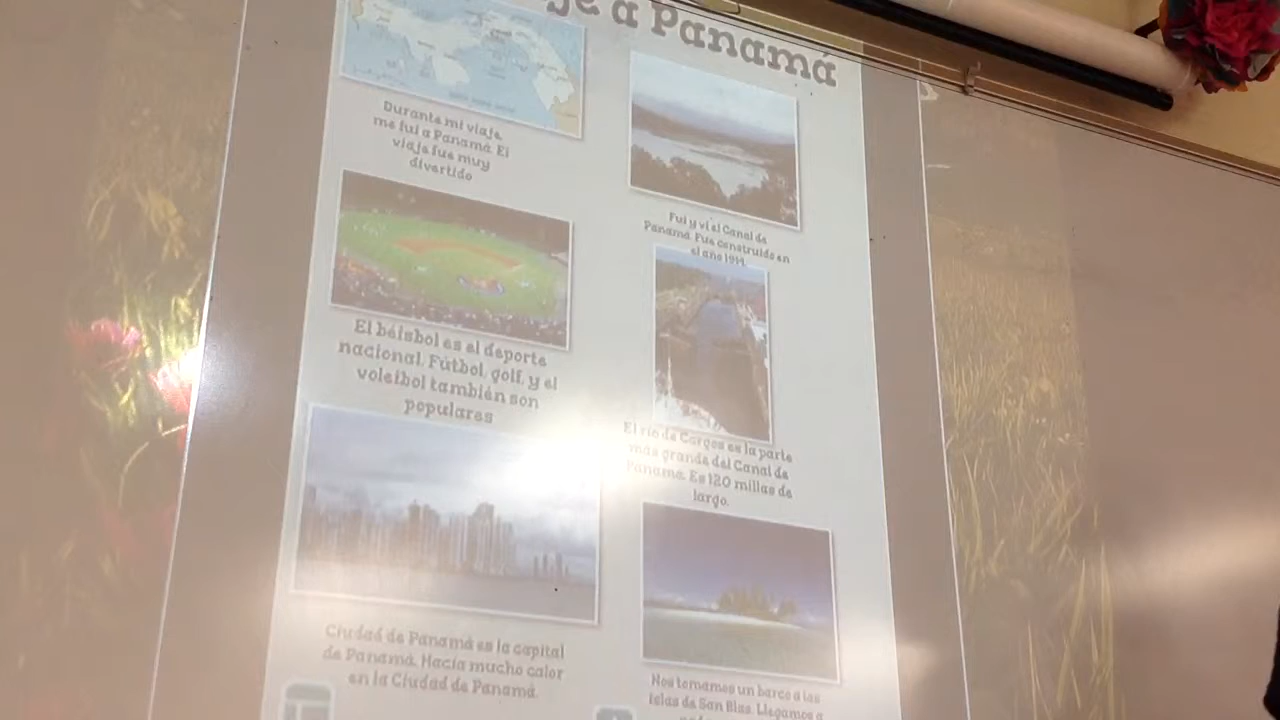 a Panamá
Durante mi viaje
me fui a Panamá. El
viaje fue muy
divertido
El béisbol es el deporte
nacional. Fútbol, golf, y el
voleibol también son
populares
Ciudad de Panamá es la capital
de Panamá. Hacía mucho calor
en la Ciudad de Panamá.
Fui y vi el Canal de
Panamá. Fue construido en
el año 1914.
El río de Cargos es la parte
más grande del Canal de
Panamá. Es 120 millas de
largo.
Nos tomamos un barco a las
Islas de San Blas. Llegamos a